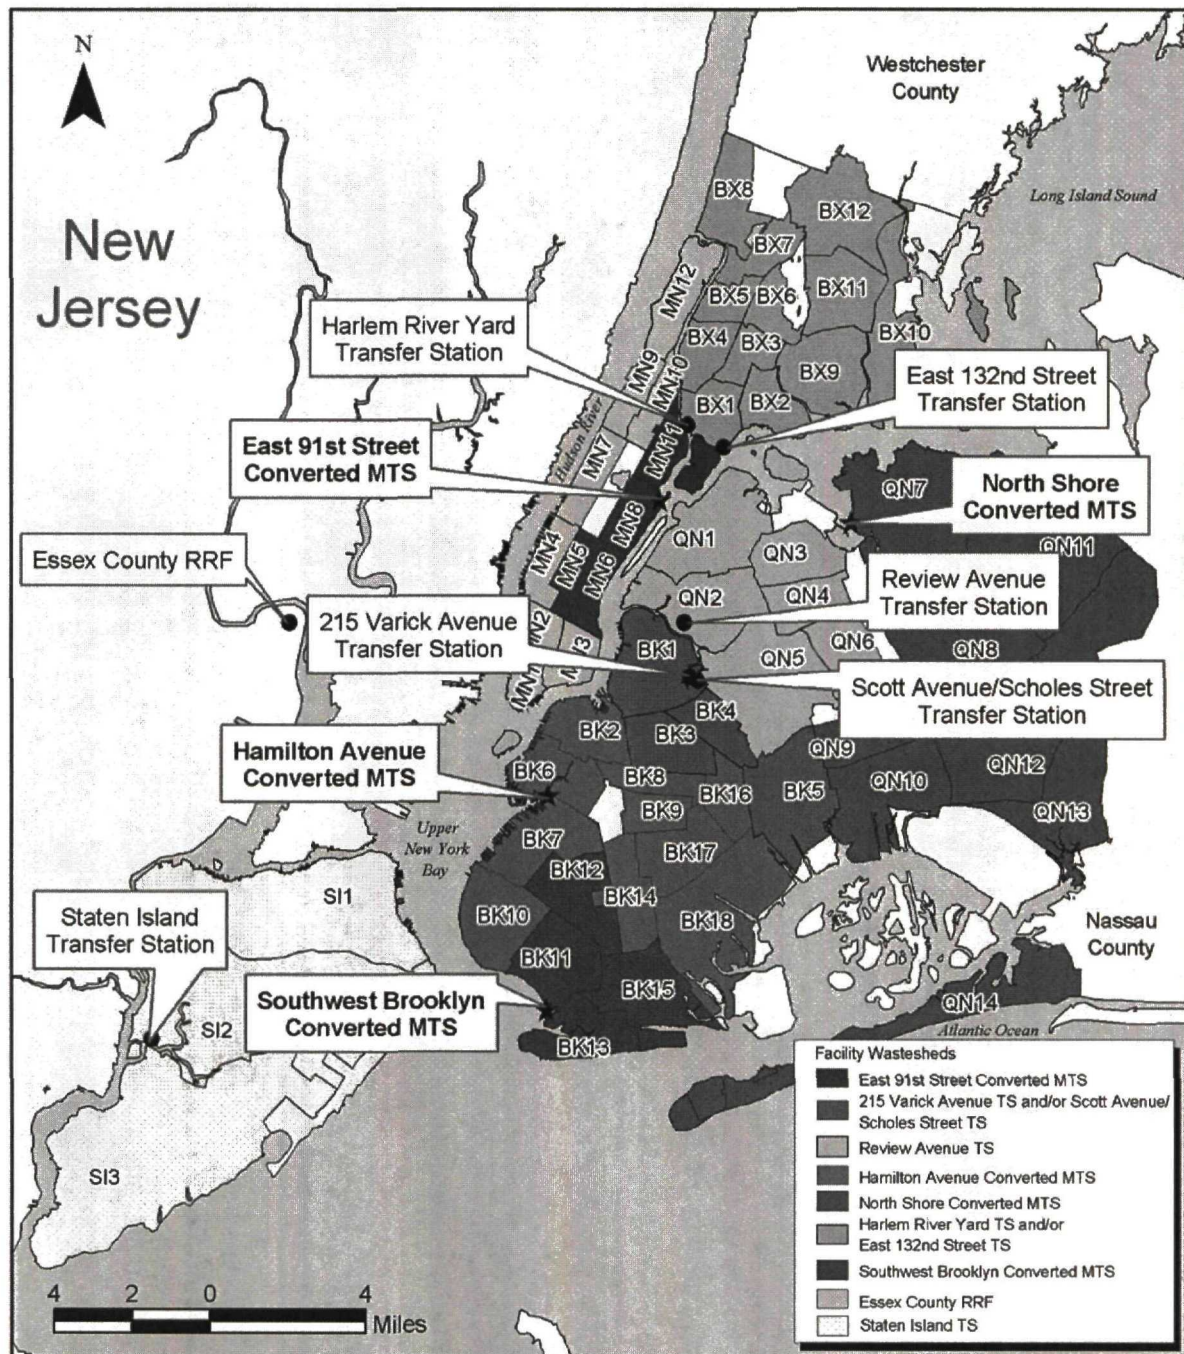 N
Westchester
County
Long Island Sound
New
Jersey
BX8
BX12
BX7
MN12
BX5
BX6
BX11
BX10
Harlem River Yard
Transfer Station
BX4
BX3
MN9
MN10
BX9
East 132nd Street
Transfer Station
BX1
BX2
Hudson River
MN7
MN11
East 91st Street
Converted MTS
QN7
North Shore
Converted MTS
MN8
MN4
MN5
MN6
QN1
QN3
QN11
Essex County RRF
Review Avenue
Transfer Station
QN2
QN4
215 Varick Avenue
Transfer Station
BK1
QN5
QN6
QN8
Scott Avenue/Scholes Street
Transfer Station
BK4
BK2
BK3
QN9
Hamilton Avenue
Converted MTS
BK6
BK8
BK16
BK5
QN10
QN12
BK9
QN13
Upper
New York
Bay
BK7
BK12
BK17
BK14
SI1
BK10
BK18
Staten Island
Transfer Station
Nassau
County
BK11
BK15
QN14
Southwest Brooklyn
Converted MTS
SI2
Atlantic Ocean
BK13
SI3
Facility Wastesheds
East 91st Street Converted MTS
215 Varick Avenue TS and/or Scott Avenue/
Scholes Street TS
Review Avenue TS
Hamilton Avenue Converted MTS
North Shore Converted MTS
Harlem River Yard TS and/or
East 132nd Street TS
Southwest Brooklyn Converted MTS
Essex County RRF
Staten Island TS
4 2 0 4
Miles